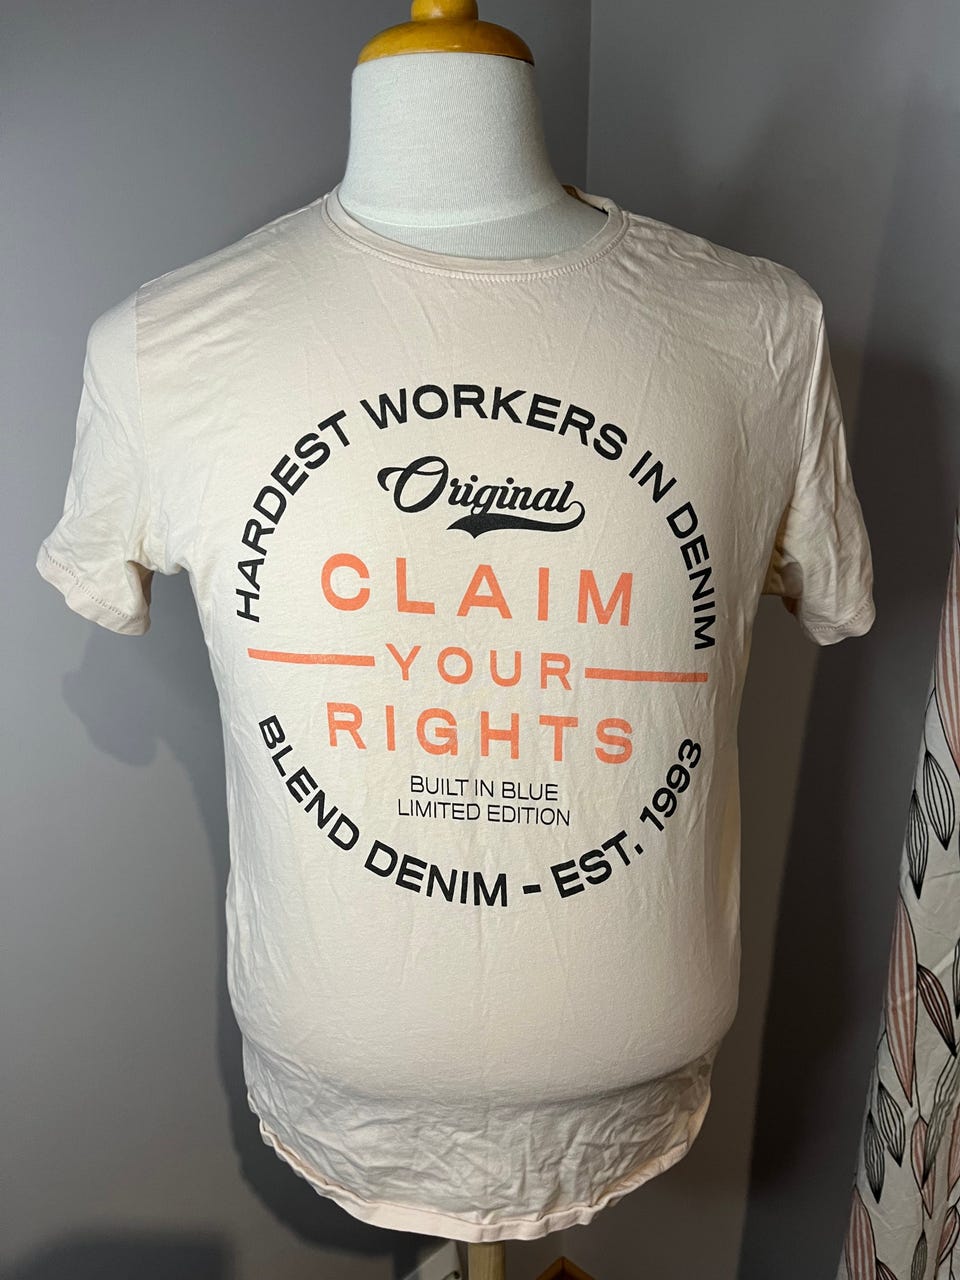 HARDEST WORKERS IN DENIM
Original
CLAIM
YOUR
RIGHTS
BUILT IN BLUE
LIMITED EDITION
BLEND DENIM - EST. 1993